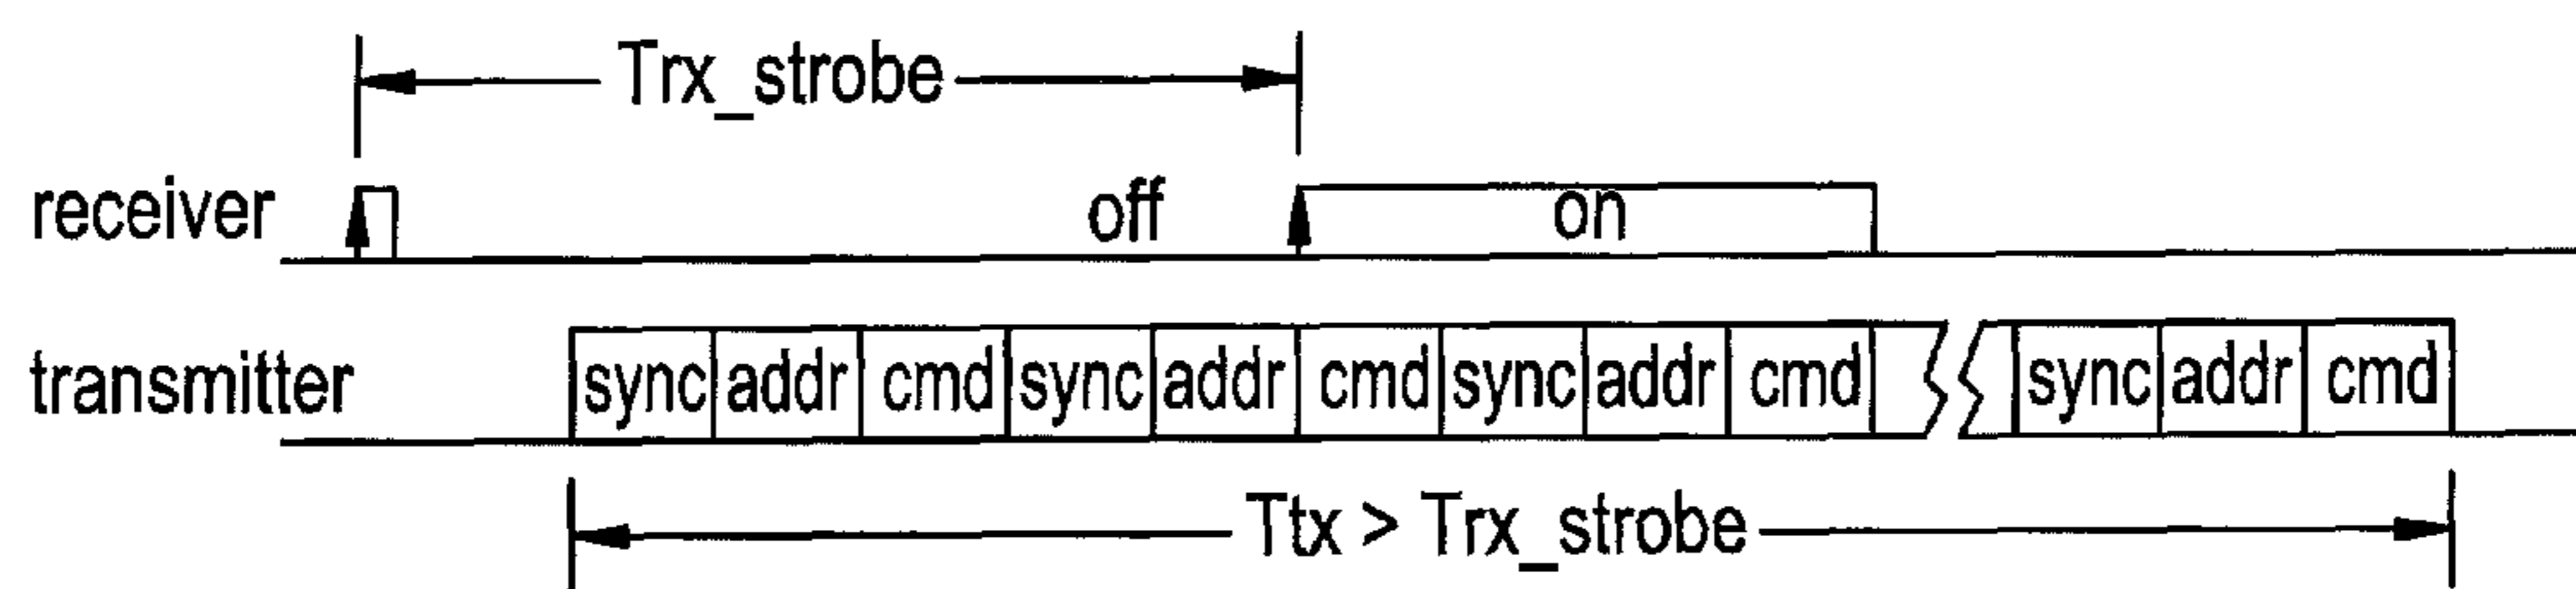 Trx_strobe
receiver off on
transmitter sync addr cmd sync addr cmd sync addr cmd sync addr cmd
Ttx > Trx_strobe